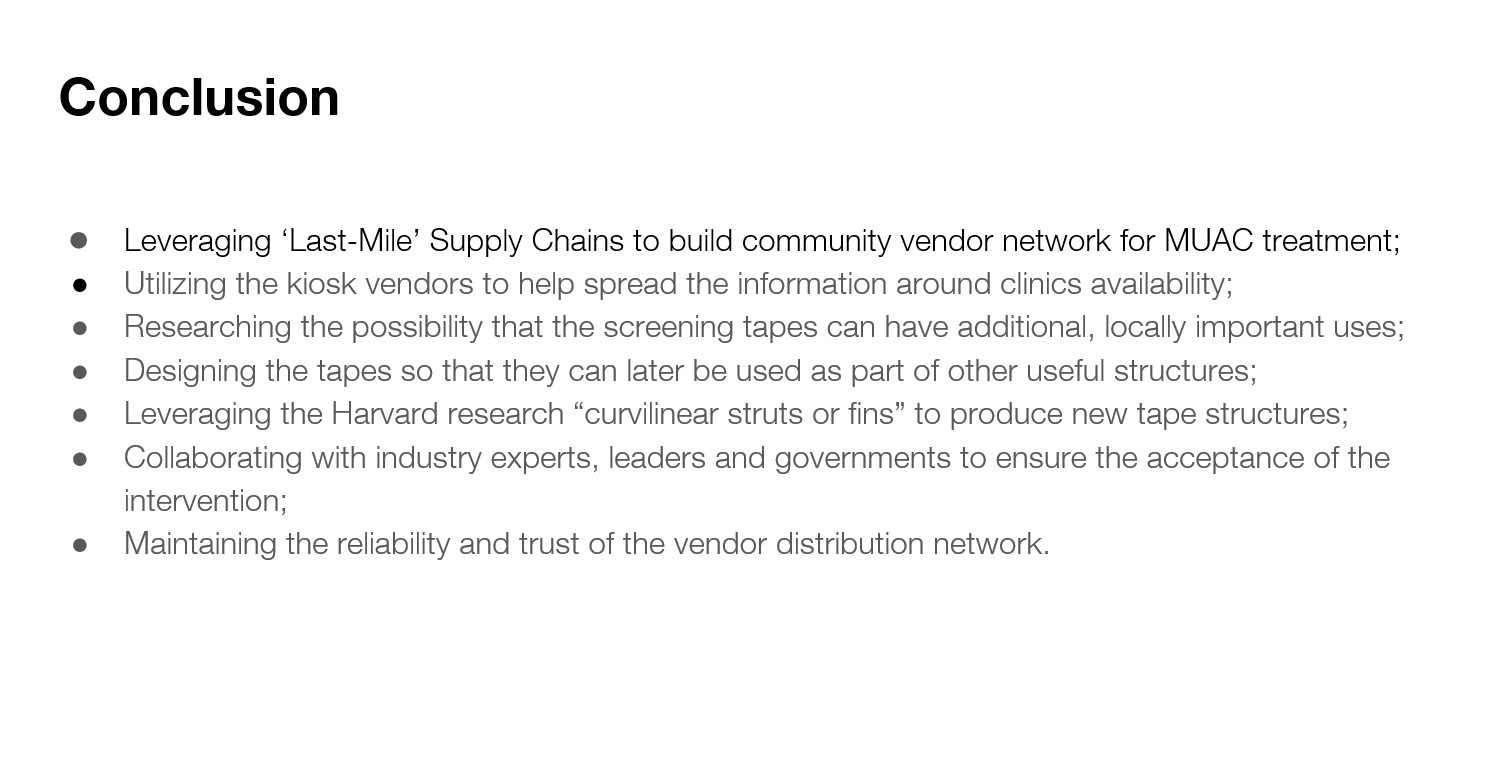 Conclusion
● Leveraging ‘Last-Mile’ Supply Chains to build community vendor network for MUAC treatment;
● Utilizing the kiosk vendors to help spread the information around clinics availability;
● Researching the possibility that the screening tapes can have additional, locally important uses;
● Designing the tapes so that they can later be used as part of other useful structures;
● Leveraging the Harvard research “curvilinear struts or fins” to produce new tape structures;
● Collaborating with industry experts, leaders and governments to ensure the acceptance of the
intervention;
● Maintaining the reliability and trust of the vendor distribution network.